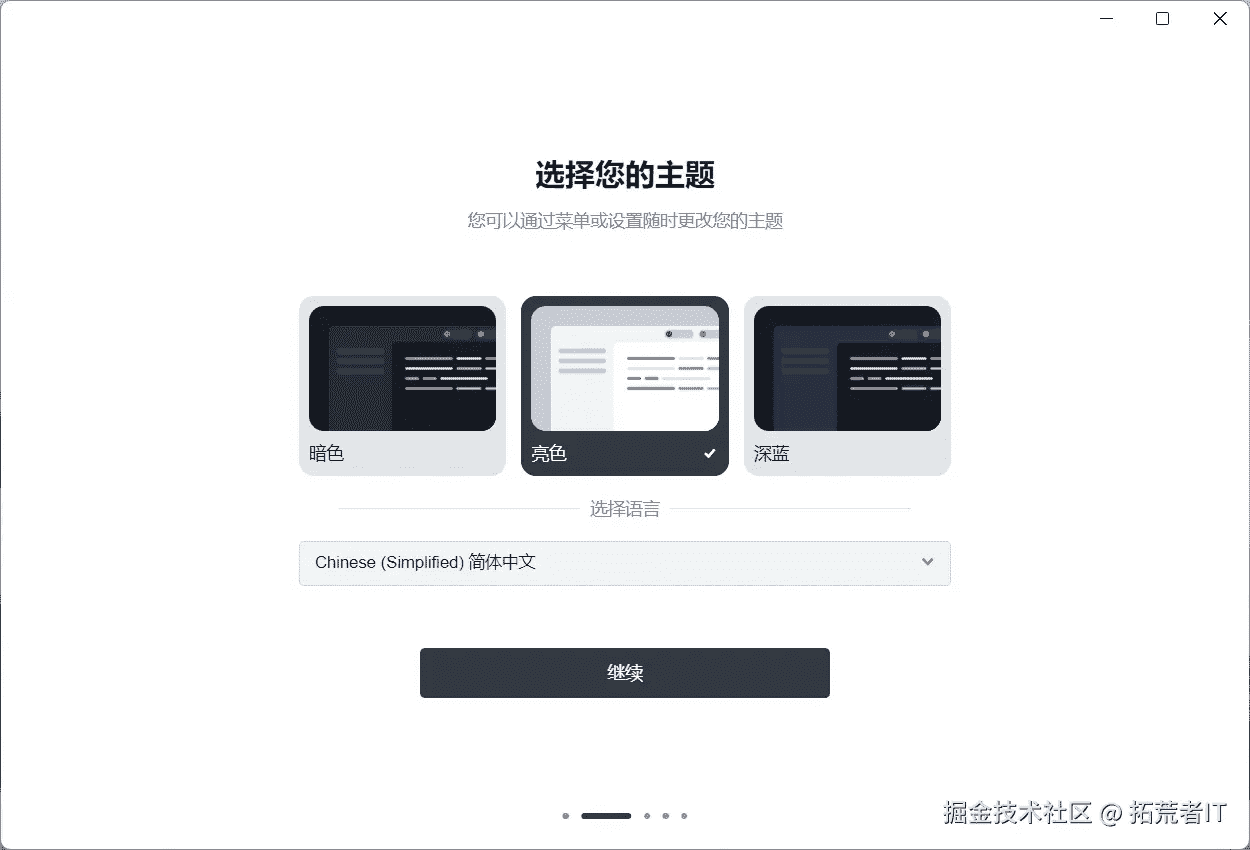 选择您的主题
您可以通过菜单或设置随时更改您的主题
暗色
亮色
深蓝
选择语言
Chinese (Simplified) 简体中文
继续
掘金技术社区 @ 拓荒者IT